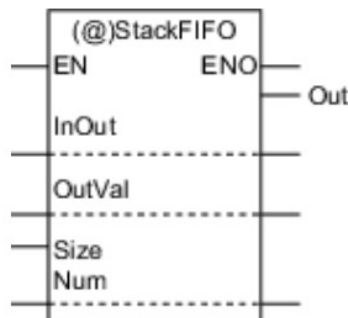 (@)StackFIFO
EN ENO
Out
InOut
OutVal
Size
Num